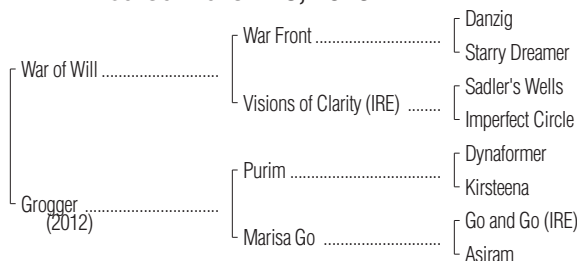 Danzig
War Front ..........................
Starry Dreamer
War of Will ............................
Sadler's Wells
Visions of Clarity (IRE) ........
Imperfect Circle
Dynaformer
Purim ................................
Kirsteena
Grogger ................................
(2012)
Go and Go (IRE)
Marisa Go ........................
Asiram